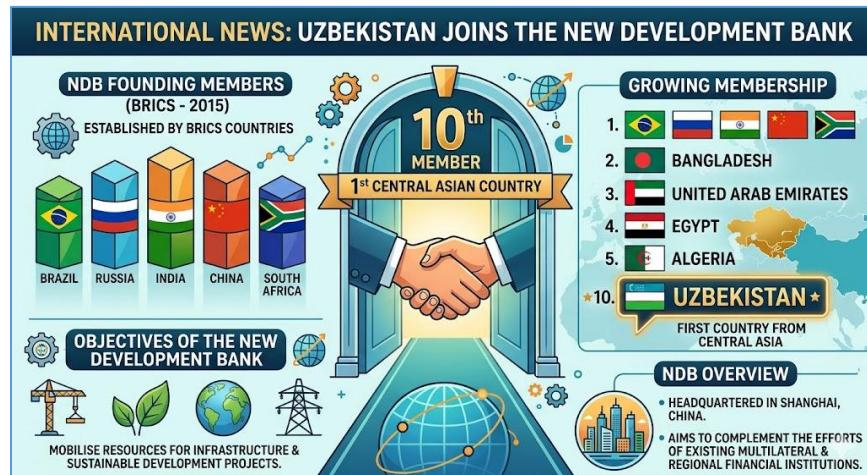 INTERNATIONAL NEWS: UZBEKISTAN JOINS THE NEW DEVELOPMENT BANK
NDB FOUNDING MEMBERS
(BRICS - 2015)
ESTABLISHED BY BRICS COUNTRIES
BRAZIL
RUSSIA
INDIA
CHINA
SOUTH
AFRICA
OBJECTIVES OF THE NEW
DEVELOPMENT BANK
MOBILISE RESOURCES FOR INFRASTRUCTURE &
SUSTAINABLE DEVELOPMENT PROJECTS.
10th
MEMBER
1st CENTRAL ASIAN COUNTRY
GROWING MEMBERSHIP
1.
2. BANGLADESH
3. UNITED ARAB EMIRATES
4. EGYPT
5. ALGERIA
10. UZBEKISTAN
FIRST COUNTRY FROM
CENTRAL ASIA
NDB OVERVIEW
• HEADQUARTERED IN SHANGHAI,
CHINA.
• AIMS TO COMPLEMENT THE EFFORTS
OF EXISTING MULTILATERAL &
REGIONAL FINANCIAL INSTITUTIONS.